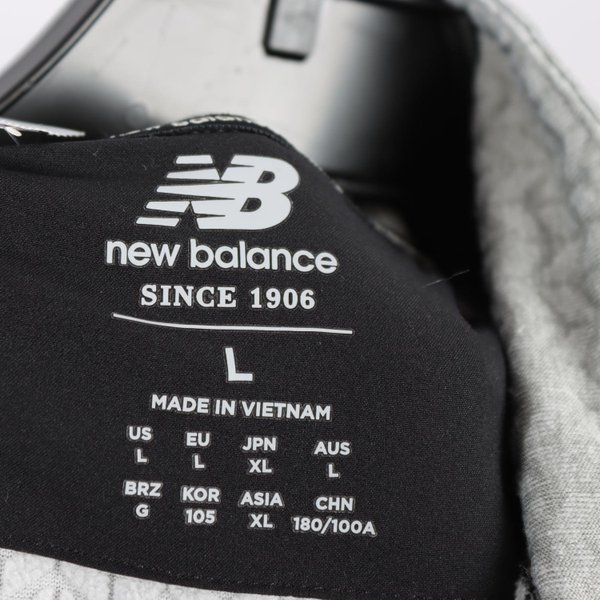 NB
new balance
SINCE 1906
L
MADE IN VIETNAM
US EU JPN AUS
L L XL L
BRZ KOR ASIA CHN
G 105 XL 180/100A